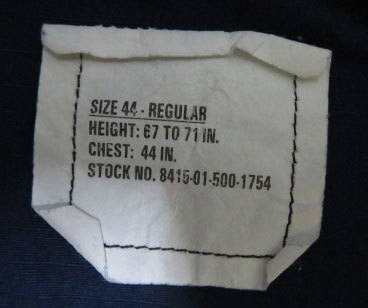 SIZE 44 - REGULAR
HEIGHT: 67 TO 71 IN.
CHEST: 44 IN.
STOCK NO. 8415-01-500-1754